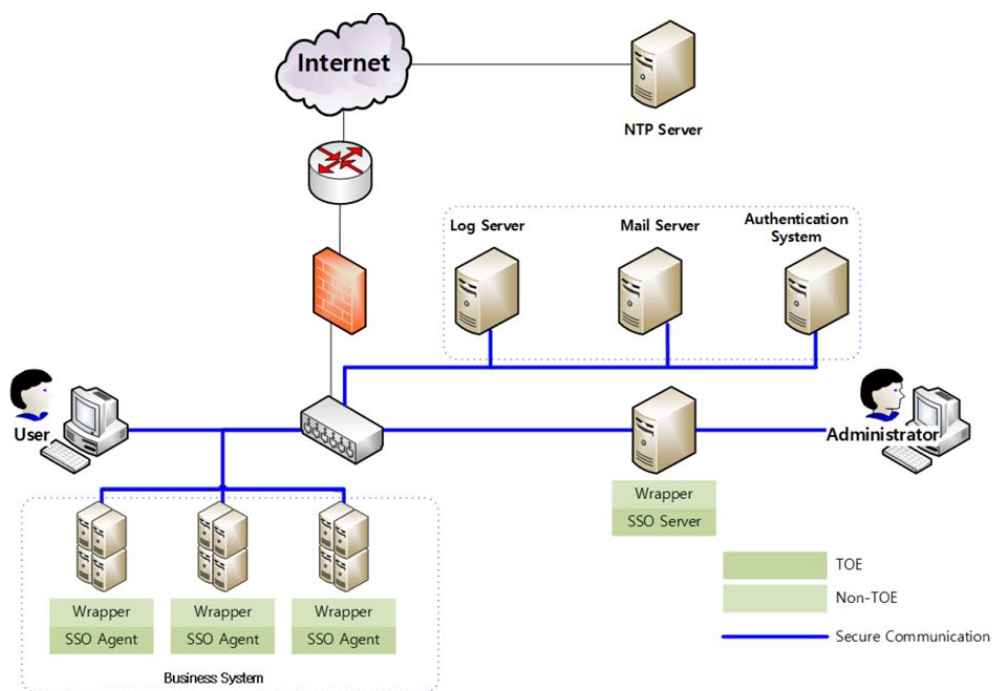 Internet
NTP Server
Log Server
Mail Server
Authentication
System
User
Administrator
Wrapper
SSO Server
Wrapper
SSO Agent
Wrapper
SSO Agent
Wrapper
SSO Agent
Business System
TOE
Non-TOE
Secure Communication